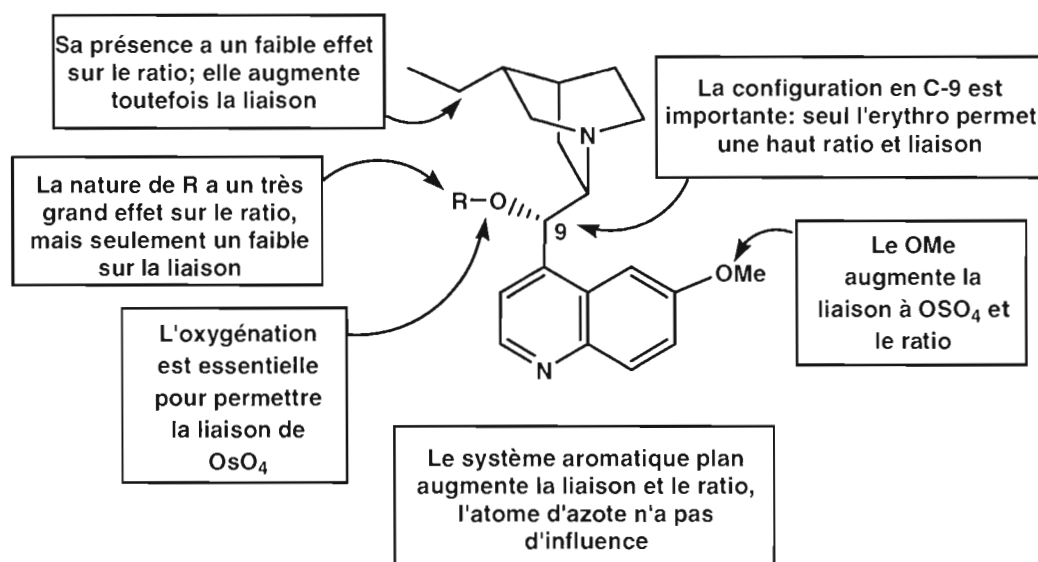 Sa présence a un faible effet
sur le ratio; elle augmente
toutefois la liaison
La configuration en C-9 est
importante: seul l'erythro permet
une haut ratio et liaison
N
La nature de R a un très
grand effet sur le ratio,
mais seulement un faible
sur la liaison
R-O
9
OMe
N
Le OMe
augmente la
liaison à OSO4 et
le ratio
L'oxygénation
est essentielle
pour permettre
la liaison de
OsO4
Le système aromatique plan
augmente la liaison et le ratio,
l'atome d'azote n'a pas
d'influence